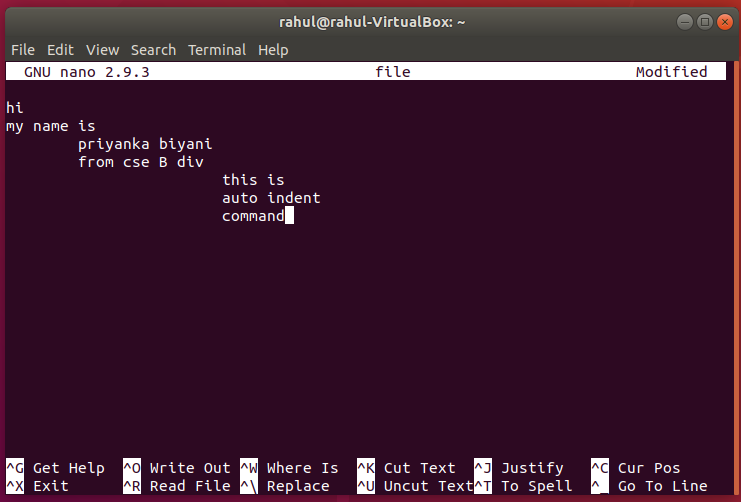 rahul@rahul-VirtualBox: ~
File Edit View Search Terminal Help
GNU nano 2.9.3 file Modified
hi
my name is
priyanka biyani
from cse B div
this is
auto indent
command
^G Get Help ^O Write Out ^W Where Is ^K Cut Text ^J Justify ^C Cur Pos
^X Exit ^R Read File ^\ Replace ^U Uncut Text ^T To Spell ^_ Go To Line